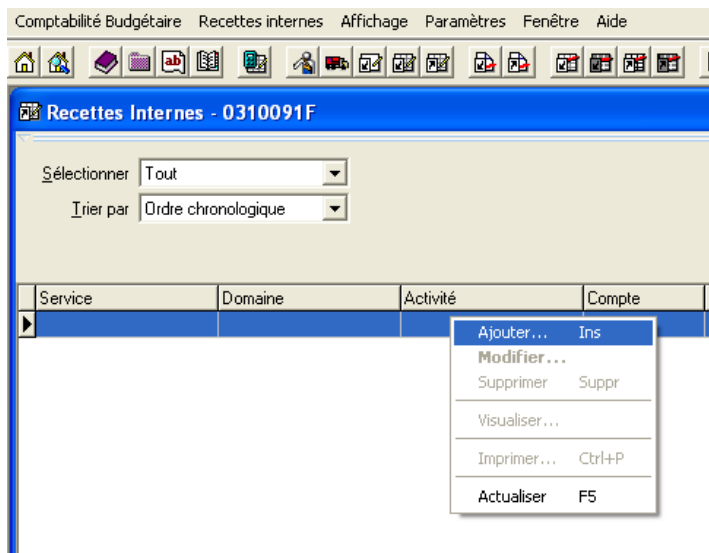 Comptabilité Budgétaire Recettes internes Affichage Paramètres Fenêtre Aide
ab
Recettes Internes - 0310091F
Sélectionner Tout
Trier par Ordre chronologique
Service Domaine Activité Compte
Ajouter... Ins
Modifier...
Supprimer Suppr
Visualiser...
Imprimer... Ctrl+P
Actualiser F5